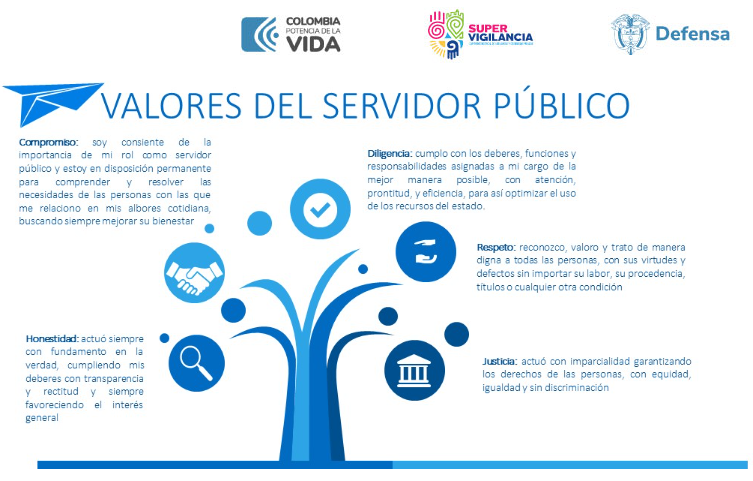 COLOMBIA
POTENCIA DE LA
VIDA
SUPER
VIGILANCIA
Defensa
VALORES DEL SERVIDOR PÚBLICO
Compromiso: soy consiente de la
importancia de mi rol como servidor
público y estoy en disposición permanente
para comprender y resolver las
necesidades de las personas con las que
me relaciono en mis albores cotidiana,
buscando siempre mejorar su bienestar
Diligencia: cumplo con los deberes, funciones y
responsabilidades asignadas a mi cargo de la
mejor manera posible, con atención,
prontitud, y eficiencia, para así optimizar el uso
de los recursos del estado.
Respeto: reconozco, valoro y trato de manera
digna a todas las personas, con sus virtudes y
defectos sin importar su labor, su procedencia,
títulos o cualquier otra condición
Honestidad: actuó siempre
con fundamento en la
verdad, cumpliendo mis
deberes con transparencia
y rectitud y siempre
favoreciendo el interés
general
Justicia: actuó con imparcialidad garantizando
los derechos de las personas, con equidad,
igualdad y sin discriminación